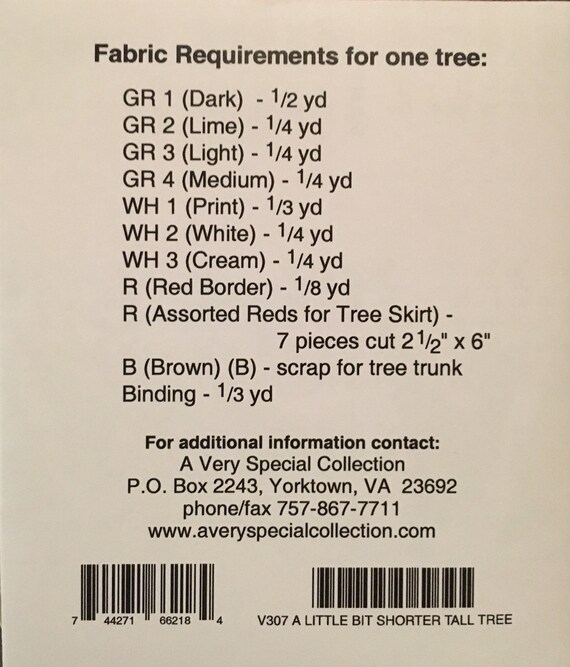 Fabric Requirements for one tree:
GR 1 (Dark) - 1/2 yd
GR 2 (Lime) - 1/4 yd
GR 3 (Light) - 1/4 yd
GR 4 (Medium) - 1/4 yd
WH 1 (Print) - 1/3 yd
WH 2 (White) - 1/4 yd
WH 3 (Cream) - 1/4 yd
R (Red Border) - 1/8 yd
R (Assorted Reds for Tree Skirt) -
7 pieces cut 2 1/2" x 6"
B (Brown) (B) - scrap for tree trunk
Binding - 1/3 yd
For additional information contact:
A Very Special Collection
P.O. Box 2243, Yorktown, VA 23692
phone/fax 757-867-7711
www.averyspecialcollection.com
7 44271 66218 4
V307 A LITTLE BIT SHORTER TALL TREE